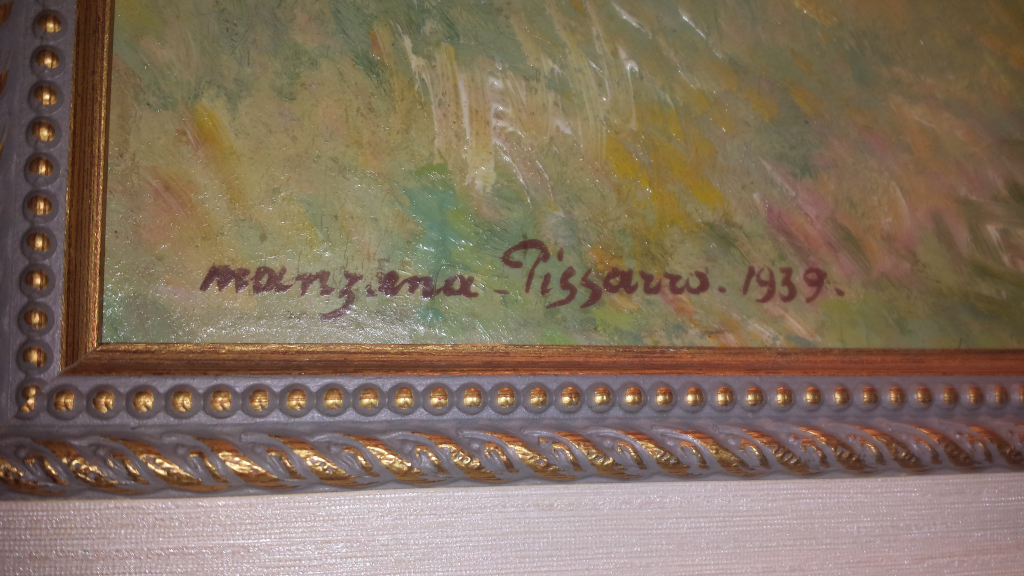 manzana - Pissarro. 1939.